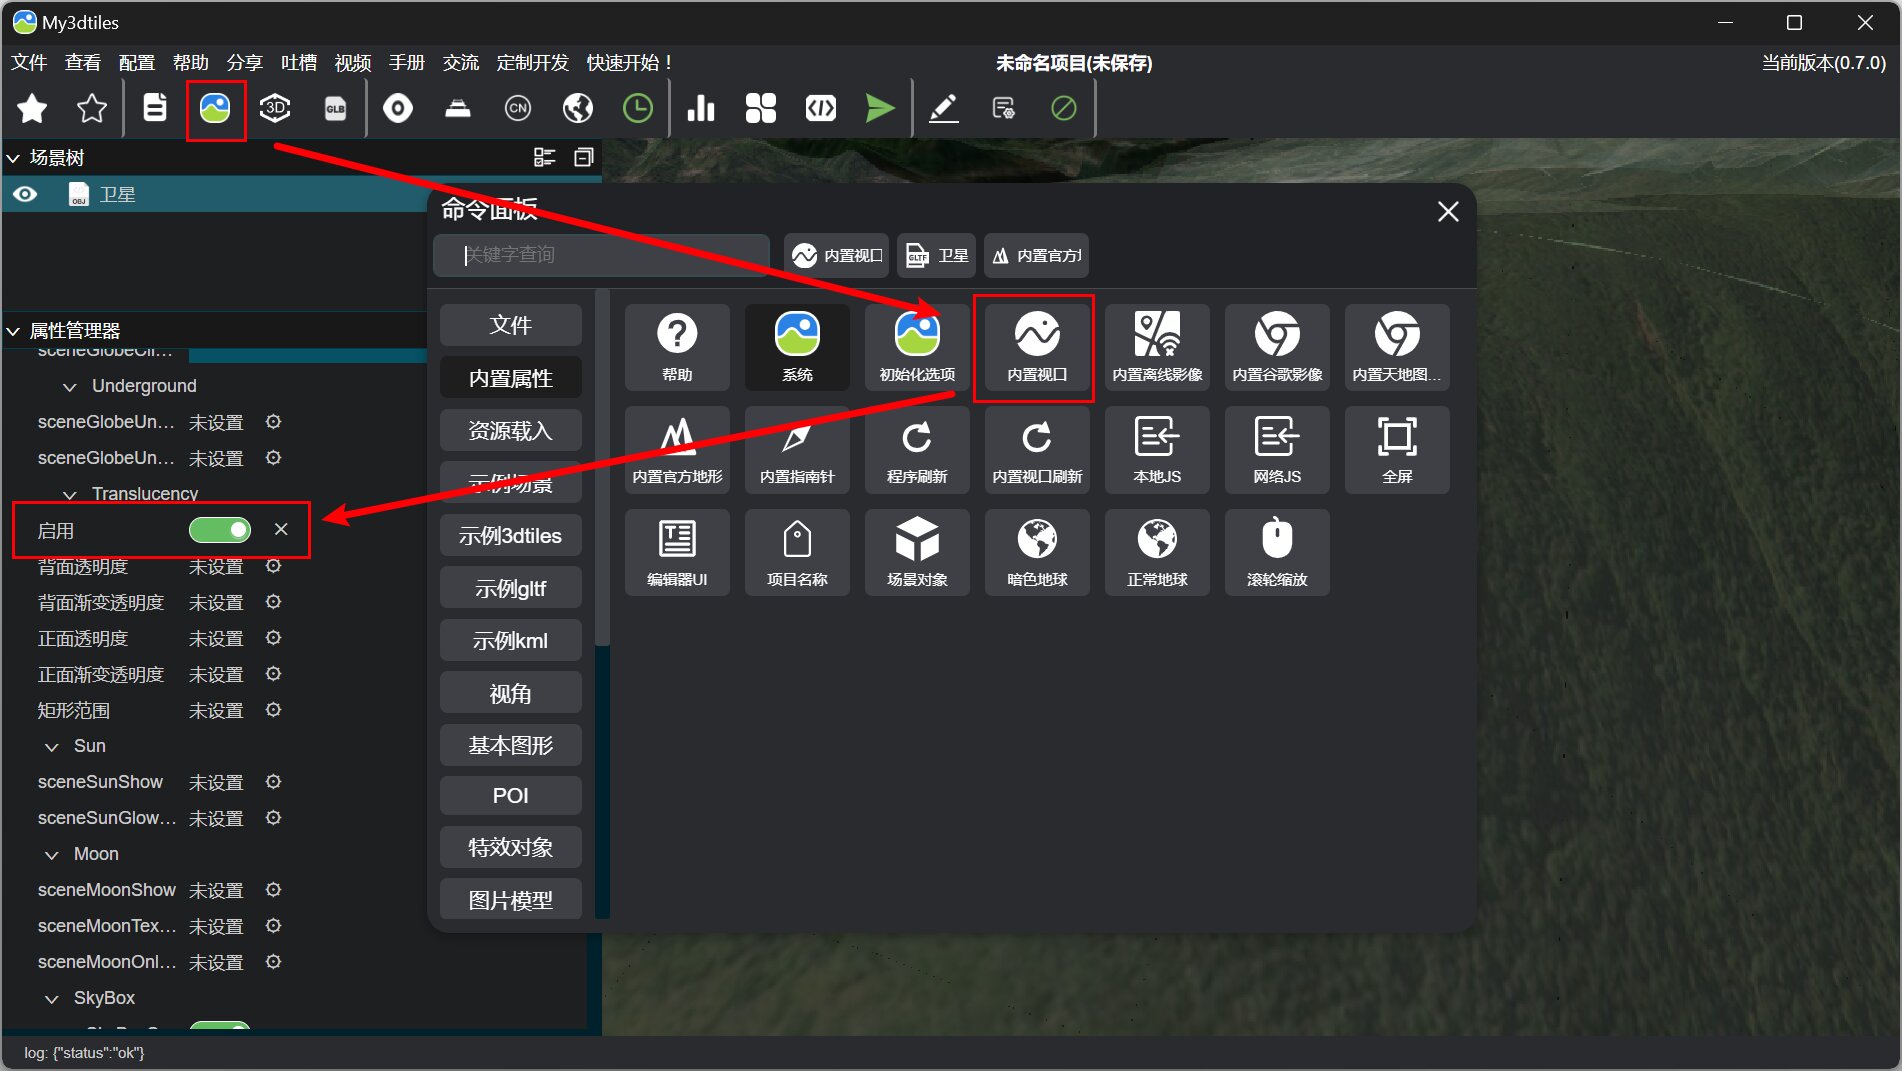 My3dtiles
文件 查看 配置 帮助 分享 吐槽 视频 手册 交流 定制开发 快速开始！
未命名项目(未保存)
当前版本(0.7.0)
3D
GLB
CN
场景树
OBJ 卫星
命令面板
关键字查询
内置视口
GLTF 卫星
内置官方
文件
内置属性
资源载入
示例场景
示例3dtiles
示例gltf
示例kml
视角
基本图形
POI
特效对象
图片模型
帮助
系统
初始化选项
内置视口
内置离线影像
内置谷歌影像
内置天地图...
内置官方地形
内置指南针
程序刷新
内置视口刷新
本地JS
网络JS
全屏
编辑器UI
项目名称
场景对象
暗色地球
正常地球
滚轮缩放
属性管理器
sceneGlobeCli...
Underground
sceneGlobeUn... 未设置
sceneGlobeUn... 未设置
Translucency
启用
背面透明度 未设置
背面渐变透明度 未设置
正面透明度 未设置
正面渐变透明度 未设置
矩形范围 未设置
Sun
sceneSunShow 未设置
sceneSunGlow... 未设置
Moon
sceneMoonShow 未设置
sceneMoonTex... 未设置
sceneMoonOnl... 未设置
SkyBox
log: {"status":"ok"}